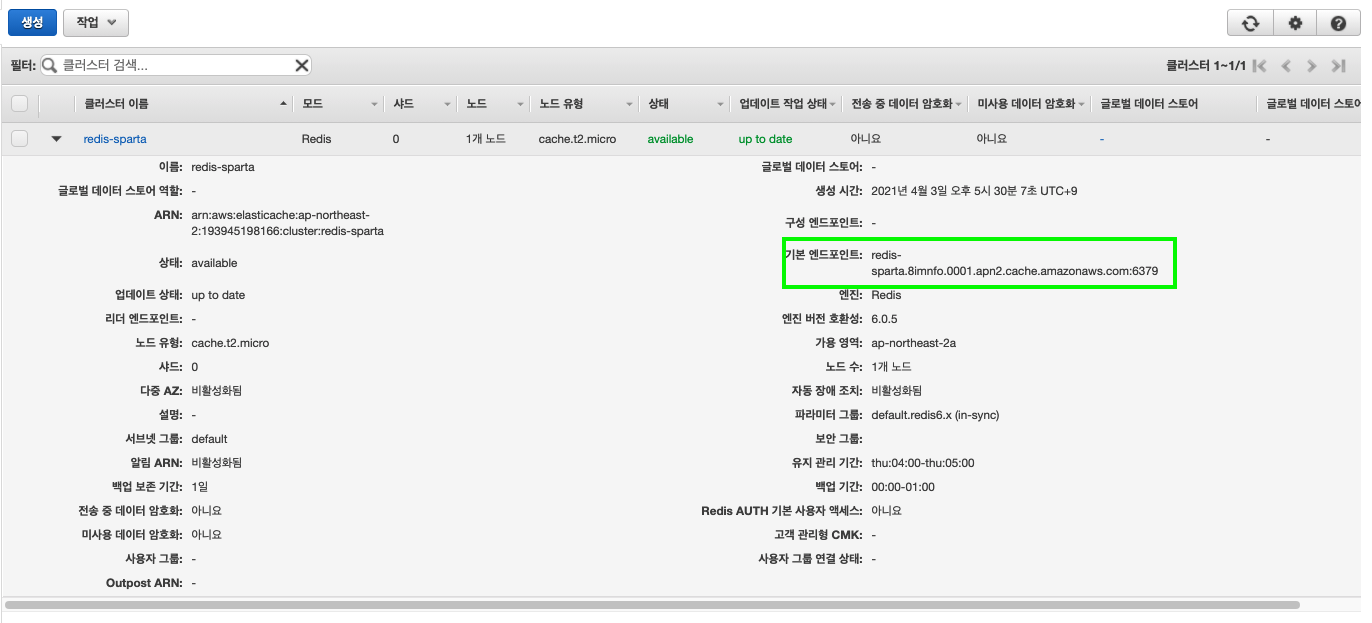 생성 작업
필터: 클러스터 검색... 클러스터 1~1/1
클러스터 이름 모드 샤드 노드 노드 유형 상태 업데이트 작업 상태 전송 중 데이터 암호화 미사용 데이터 암호화 글로벌 데이터 스토어 글로벌 데이터 스토어
redis-sparta Redis 0 1개 노드 cache.t2.micro available up to date 아니요 아니요 - -
이름: redis-sparta
글로벌 데이터 스토어 역할: -
ARN: arn:aws:elasticache:ap-northeast-
2:193945198166:cluster:redis-sparta
상태: available
업데이트 상태: up to date
리더 엔드포인트: -
노드 유형: cache.t2.micro
샤드: 0
다중 AZ: 비활성화됨
설명: -
서브넷 그룹: default
알림 ARN: 비활성화됨
백업 보존 기간: 1일
전송 중 데이터 암호화: 아니요
미사용 데이터 암호화: 아니요
사용자 그룹: -
Outpost ARN: -
글로벌 데이터 스토어: -
생성 시간: 2021년 4월 3일 오후 5시 30분 7초 UTC+9
구성 엔드포인트: -
기본 엔드포인트: redis-
sparta.8imnfo.0001.apn2.cache.amazonaws.com:6379
엔진: Redis
엔진 버전 호환성: 6.0.5
가용 영역: ap-northeast-2a
노드 수: 1개 노드
자동 장애 조치: 비활성화됨
파라미터 그룹: default.redis6.x (in-sync)
보안 그룹:
유지 관리 기간: thu:04:00-thu:05:00
백업 기간: 00:00-01:00
Redis AUTH 기본 사용자 액세스: 아니요
고객 관리형 CMK: -
사용자 그룹 연결 상태: -